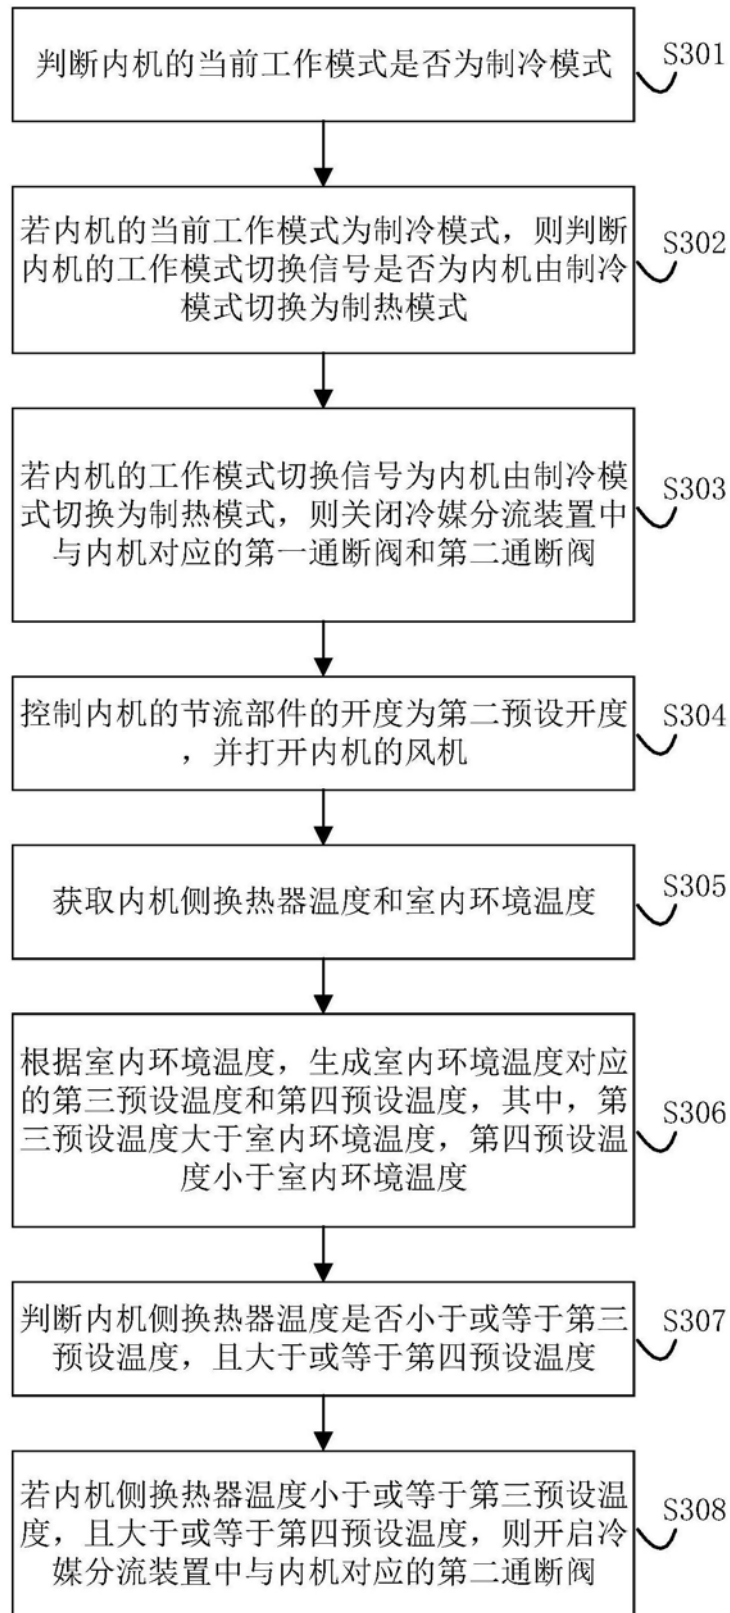 判断内机的当前工作模式是否为制冷模式
S301
若内机的当前工作模式为制冷模式，则判断
内机的工作模式切换信号是否为内机由制冷
模式切换为制热模式
S302
若内机的工作模式切换信号为内机由制冷模
式切换为制热模式，则关闭冷媒分流装置中
与内机对应的第一通断阀和第二通断阀
S303
控制内机的节流部件的开度为第二预设开度
，并打开内机的风机
S304
获取内机侧换热器温度和室内环境温度
S305
根据室内环境温度，生成室内环境温度对应
的第三预设温度和第四预设温度，其中，第
三预设温度大于室内环境温度，第四预设温
度小于室内环境温度
S306
判断内机侧换热器温度是否小于或等于第三
预设温度，且大于或等于第四预设温度
S307
若内机侧换热器温度小于或等于第三预设温
度，且大于或等于第四预设温度，则开启冷
媒分流装置中与内机对应的第二通断阀
S308